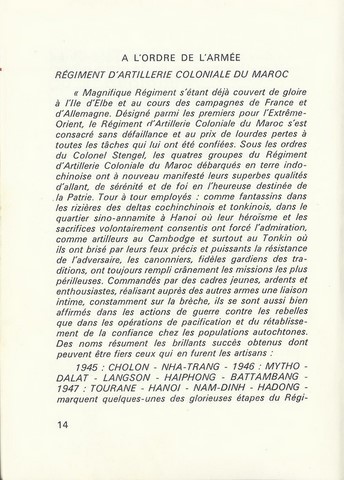 A L'ORDRE DE L'ARMÉE
RÉGIMENT D'ARTILLERIE COLONIALE DU MAROC
« Magnifique Régiment s'étant déjà couvert de gloire
à l'Ile d'Elbe et au cours des campagnes de France et
d'Allemagne. Désigné parmi les premiers pour l'Extrême-
Orient, le Régiment d'Artillerie Coloniale du Maroc s'est
consacré sans défaillance et au prix de lourdes pertes à
toutes les tâches qui lui ont été confiées. Sous les ordres
du Colonel Stengel, les quatres groupes du Régiment
d'Artillerie Coloniale du Maroc débarqués en terre indo-
chinoise ont à nouveau manifesté leurs superbes qualités
d'allant, de sérénité et de foi en l'heureuse destinée de
la Patrie. Tour à tour employés : comme fantassins dans
les rizières des deltas cochinchinois et tonkinois, dans le
quartier sino-annamite à Hanoi où leur héroïsme et les
sacrifices volontairement consentis ont forcé l'admiration,
comme artilleurs au Cambodge et surtout au Tonkin où
ils ont brisé par leurs feux précis et puissants la résistance
de l'adversaire, les canonniers, fidèles gardiens des tra-
ditions, ont toujours rempli crânement les missions les plus
périlleuses. Commandés par des cadres jeunes, ardents et
enthousiastes, réalisant auprès des autres armes une liaison
intime, constamment sur la brèche, ils se sont aussi bien
affirmés dans les actions de guerre contre les rebelles
que dans les opérations de pacification et du rétablisse-
ment de la confiance chez les populations autochtones.
Des noms résument les brillants succès obtenus dont
peuvent être fiers ceux qui en furent les artisans :
1945 : CHOLON - NHA-TRANG - 1946 : MYTHO -
DALAT - LANGSON - HAIPHONG - BATTAMBANG -
1947 : TOURANE - HANOI - NAM-DINH - HADONG -
marquent quelques-unes des glorieuses étapes du Régi-
14